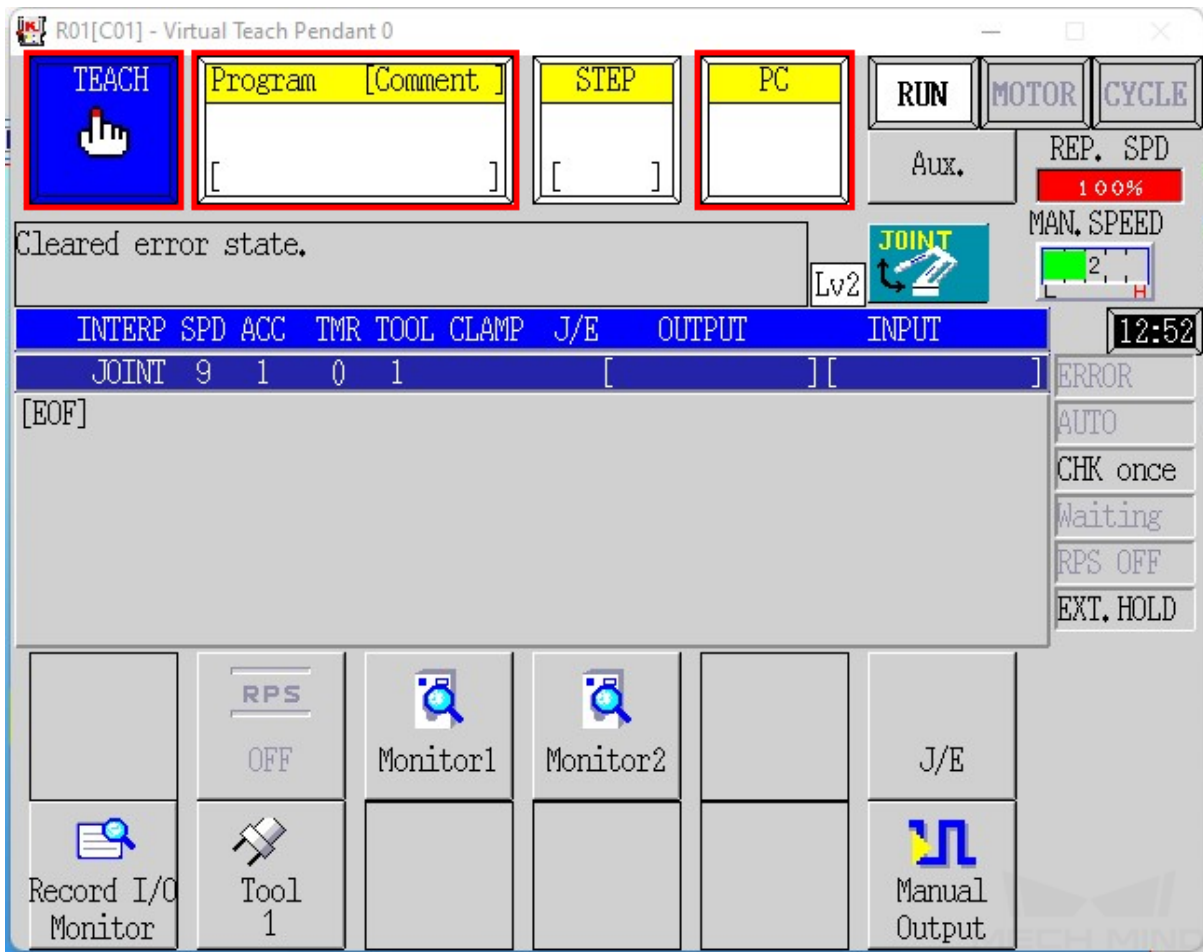 R01[C01] - Virtual Teach Pendant 0
TEACH
Program [Comment ]
[ ]
STEP
[ ]
PC
RUN
MOTOR
CYCLE
Aux.
REP. SPD
100%
Cleared error state.
Lv2
JOINT
MAN.SPEED
2
L H
INTERP SPD ACC TMR TOOL CLAMP J/E OUTPUT INPUT
12:52
JOINT 9 1 0 1 [ ][ ]
[EOF]
ERROR
AUTO
CHK once
Waiting
RPS OFF
EXT.HOLD
RPS
OFF
Monitor1
Monitor2
J/E
Record I/O
Monitor
Tool
1
Manual
Output
MECH MIND